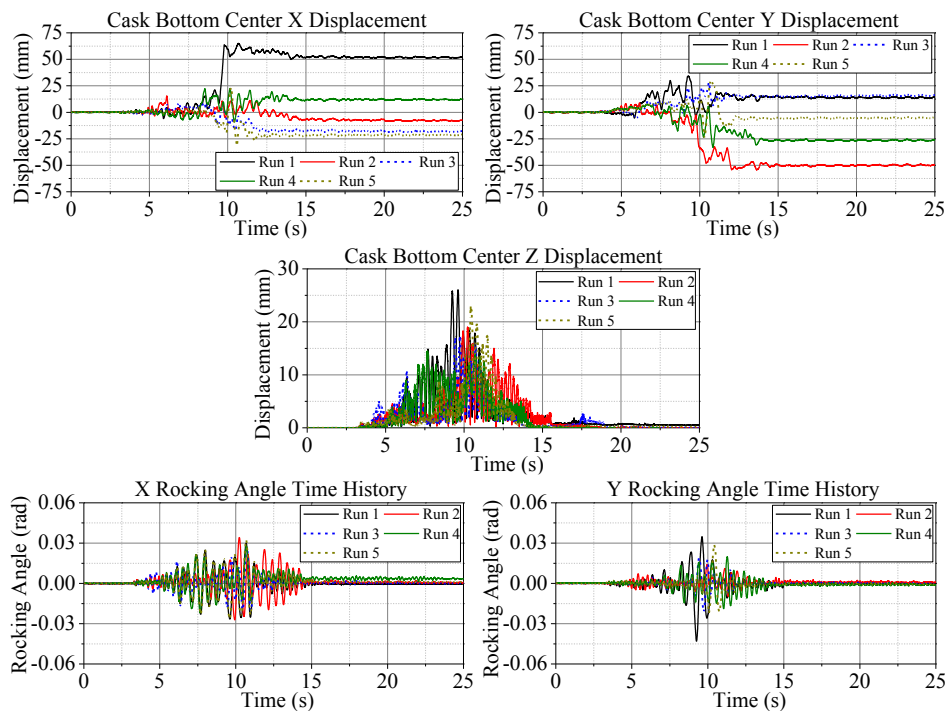 Cask Bottom Center X Displacement
Displacement (mm)
75
50
25
0
-25
-50
-75
Run 1 Run 2 Run 3
Run 4 Run 5
0 5 10 15 20 25
Time (s)
Cask Bottom Center Y Displacement
Displacement (mm)
75
50
25
0
-25
-50
-75
Run 1 Run 2 Run 3
Run 4 Run 5
0 5 10 15 20 25
Time (s)
Cask Bottom Center Z Displacement
Displacement (mm)
30
20
10
0
Run 1 Run 2
Run 3 Run 4
Run 5
0 5 10 15 20 25
Time (s)
X Rocking Angle Time History
Rocking Angle (rad)
0.06
0.03
0.00
-0.03
-0.06
Run 1 Run 2
Run 3 Run 4
Run 5
0 5 10 15 20 25
Time (s)
Y Rocking Angle Time History
Rocking Angle (rad)
0.06
0.03
0.00
-0.03
-0.06
Run 1 Run 2
Run 3 Run 4
Run 5
0 5 10 15 20 25
Time (s)